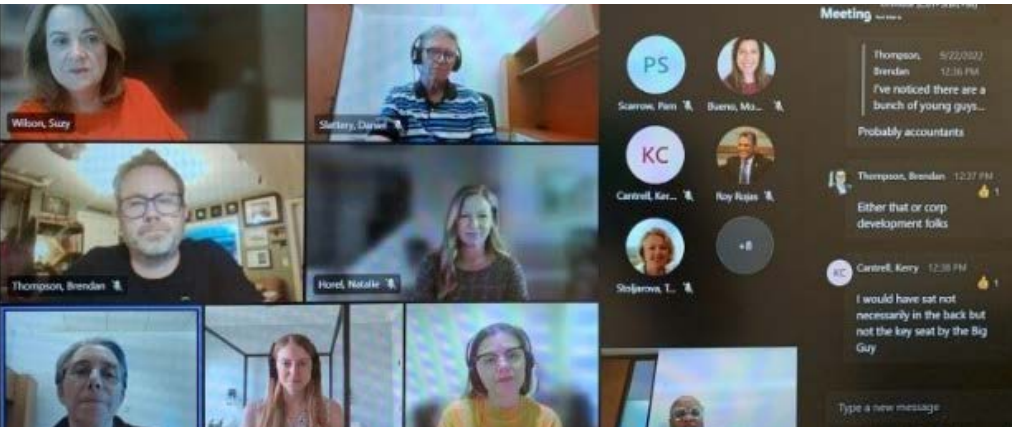 Meeting
Wilson, Suzy
Slattery, Daniel
Thompson, Brendan
Horel, Natalie
PS
Scarrow, Pam
Bueno, Mo...
KC
Cantrell, Ker...
Roy Rojas
Stoljarova, T...
+8
Thompson, 9/22/2022
Brendan 12:36 PM
I've noticed there are a
bunch of young guys...
Probably accountants
Thompson, Brendan 12:37 PM
1
Either that or corp
development folks
KC
Cantrell, Kerry 12:38 PM
1
I would have sat not
necessarily in the back but
not the key seat by the Big
Guy
Type a new message